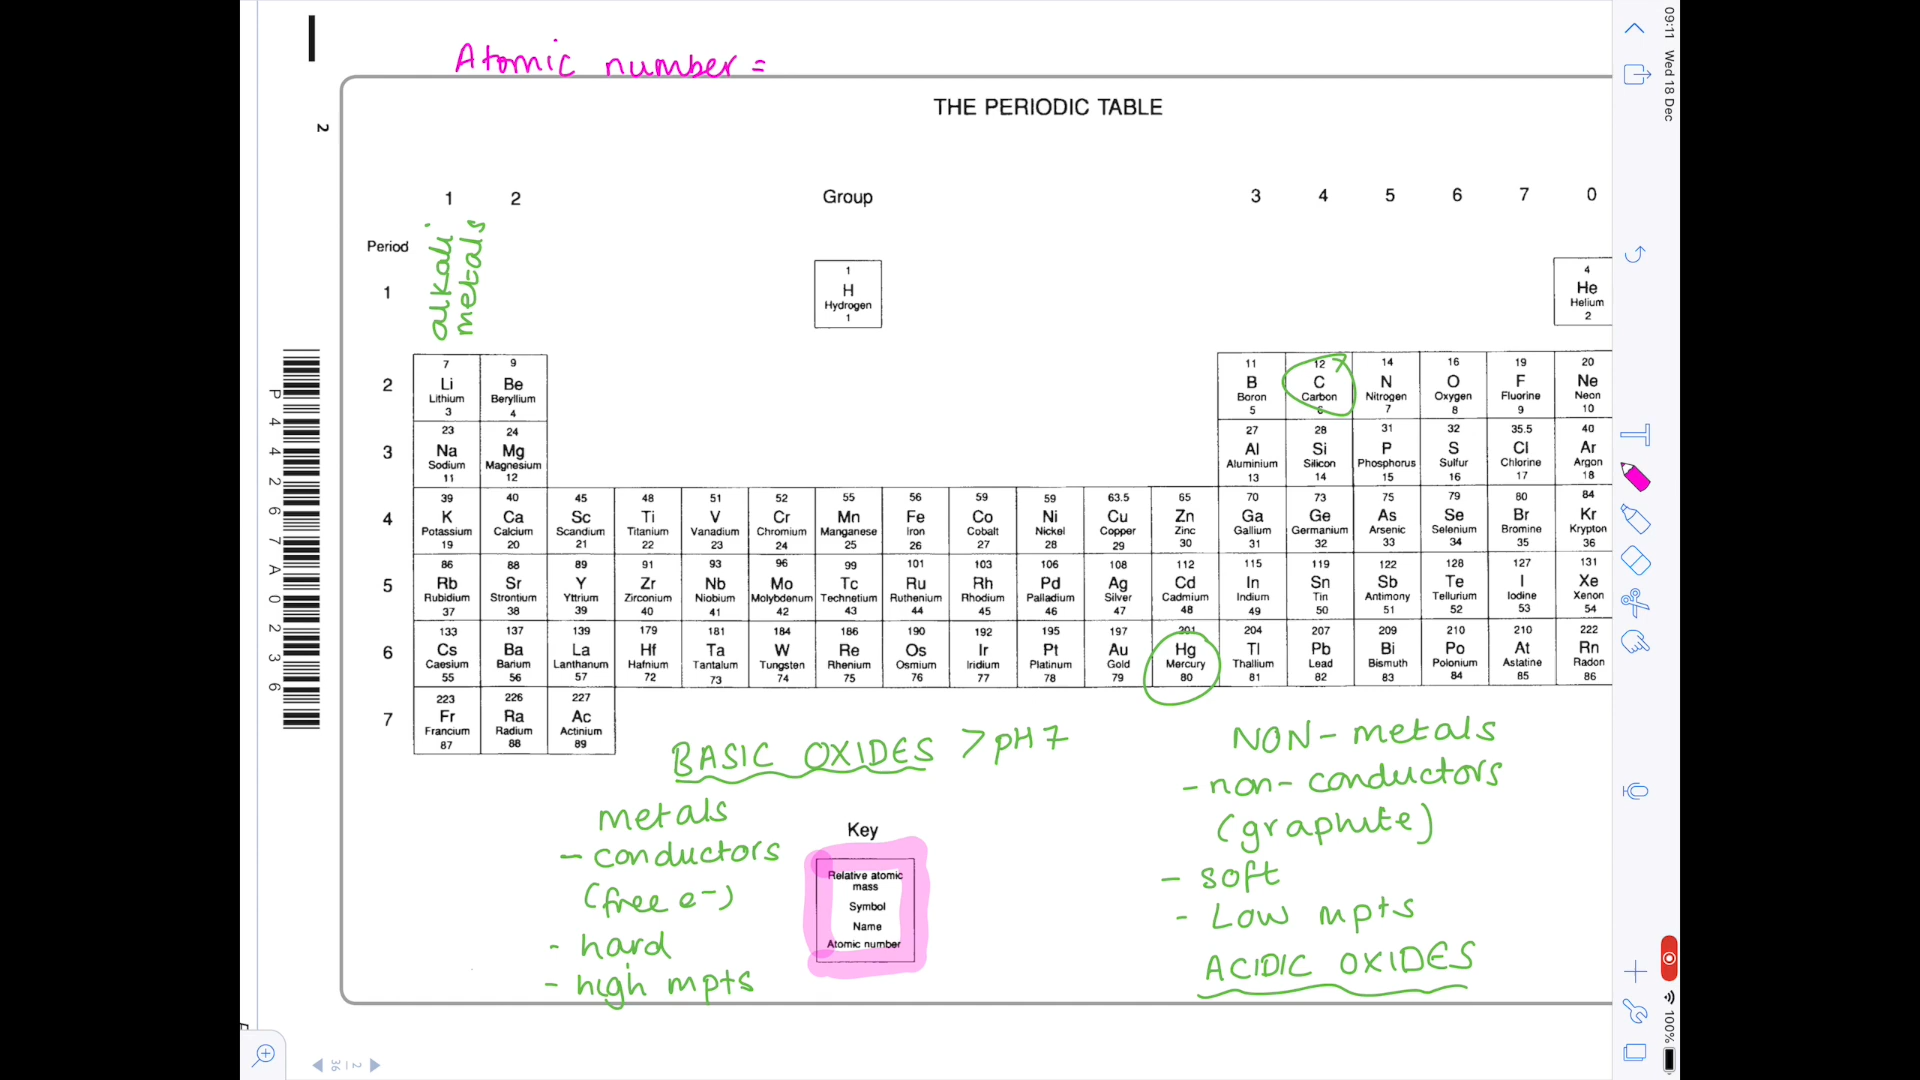 Atomic number =
THE PERIODIC TABLE
2
1 2 Group 3 4 5 6 7 0
alkali
metals
Period
1
1
H
Hydrogen
1
4
He
Helium
2
2
7
Li
Lithium
3
9
Be
Beryllium
4
11
B
Boron
5
12
C
Carbon
6
14
N
Nitrogen
7
16
O
Oxygen
8
19
F
Fluorine
9
20
Ne
Neon
10
3
23
Na
Sodium
11
24
Mg
Magnesium
12
27
Al
Aluminium
13
28
Si
Silicon
14
31
P
Phosphorus
15
32
S
Sulfur
16
35.5
Cl
Chlorine
17
40
Ar
Argon
18
4
39
K
Potassium
19
40
Ca
Calcium
20
45
Sc
Scandium
21
48
Ti
Titanium
22
51
V
Vanadium
23
52
Cr
Chromium
24
55
Mn
Manganese
25
56
Fe
Iron
26
59
Co
Cobalt
27
59
Ni
Nickel
28
63.5
Cu
Copper
29
65
Zn
Zinc
30
70
Ga
Gallium
31
73
Ge
Germanium
32
75
As
Arsenic
33
79
Se
Selenium
34
80
Br
Bromine
35
84
Kr
Krypton
36
5
86
Rb
Rubidium
37
88
Sr
Strontium
38
89
Y
Yttrium
39
91
Zr
Zirconium
40
93
Nb
Niobium
41
96
Mo
Molybdenum
42
99
Tc
Technetium
43
101
Ru
Ruthenium
44
103
Rh
Rhodium
45
106
Pd
Palladium
46
108
Ag
Silver
47
112
Cd
Cadmium
48
115
In
Indium
49
119
Sn
Tin
50
122
Sb
Antimony
51
128
Te
Tellurium
52
127
I
Iodine
53
131
Xe
Xenon
54
6
133
Cs
Caesium
55
137
Ba
Barium
56
139
La
Lanthanum
57
179
Hf
Hafnium
72
181
Ta
Tantalum
73
184
W
Tungsten
74
186
Re
Rhenium
75
190
Os
Osmium
76
192
Ir
Iridium
77
195
Pt
Platinum
78
197
Au
Gold
79
201
Hg
Mercury
80
204
Tl
Thallium
81
207
Pb
Lead
82
209
Bi
Bismuth
83
210
Po
Polonium
84
210
At
Astatine
85
222
Rn
Radon
86
7
223
Fr
Francium
87
226
Ra
Radium
88
227
Ac
Actinium
89
BASIC OXIDES > pH 7
metals
- conductors
(free e-)
- hard
- high mpts
Key
Relative atomic
mass
Symbol
Name
Atomic number
NON-metals
- non-conductors
(graphite)
- soft
- Low mpts
ACIDIC OXIDES
P44267A0236
09:11 Wed 18 Dec
100%
2 | 36